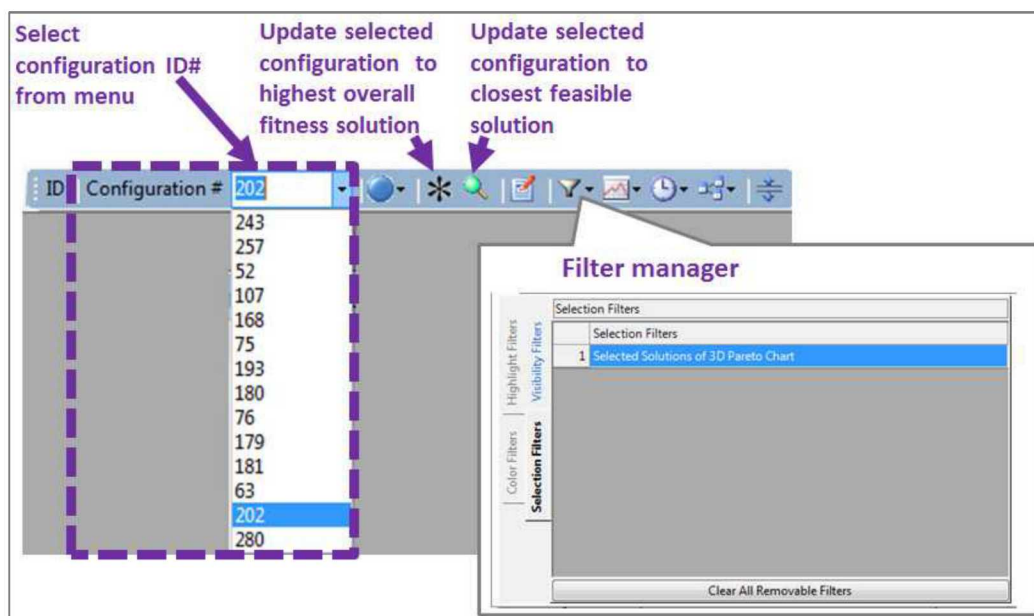 Select
configuration ID#
from menu
Update selected
configuration to
highest overall
fitness solution
Update selected
configuration to
closest feasible
solution
ID Configuration # 202
243
257
52
107
168
75
193
180
76
179
181
63
202
280
Filter manager
Selection Filters
Selection Filters
1 Selected Solutions of 3D Pareto Chart
Highlight Filters
Visibility Filters
Color Filters
Selection Filters
Clear All Removable Filters